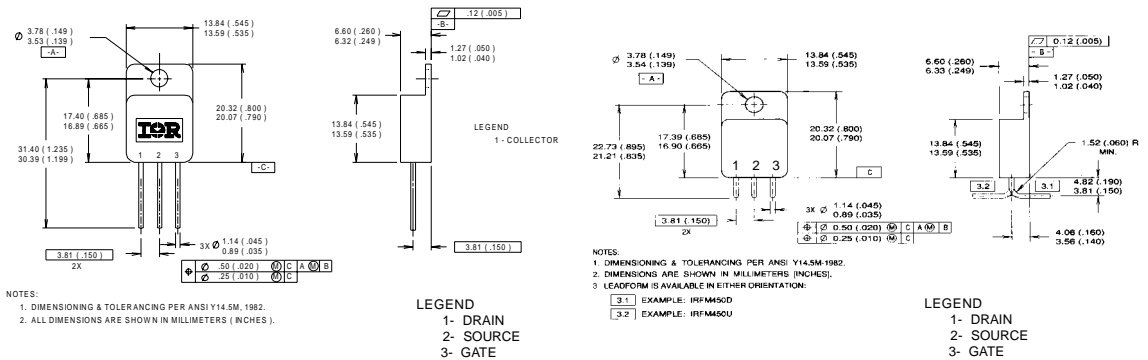 .12 (.005)
-B-
13.84 (.545)
13.59 (.535)
Ø 3.78 (.149)
3.53 (.139)
-A-
6.60 (.260)
6.32 (.249)
1.27 (.050)
1.02 (.040)
17.40 (.685)
16.89 (.665)
20.32 (.800)
20.07 (.790)
31.40 (1.235)
30.39 (1.199)
IOR
1 2 3
-C-
13.84 (.545)
13.59 (.535)
LEGEND
1 - COLLECTOR
3.81 (.150)
2X
3X Ø 1.14 (.045)
0.89 (.035)
3.81 (.150)
⌖ Ø .50 (.020) Ⓜ C A Ⓜ B
Ø .25 (.010) Ⓜ C
NOTES:
1. DIMENSIONING & TOLERANCING PER ANSI Y14.5M, 1982.
2. ALL DIMENSIONS ARE SHOWN IN MILLIMETERS ( INCHES ).
LEGEND
1- DRAIN
2- SOURCE
3- GATE
0.12 (.005)
- B -
Ø 3.78 (.149)
3.54 (.139)
- A -
13.84 (.545)
13.59 (.535)
6.60 (.260)
6.33 (.249)
1.27 (.050)
1.02 (.040)
17.39 (.685)
16.90 (.665)
20.32 (.800)
20.07 (.790)
22.73 (.895)
21.21 (.835)
1 2 3
C
13.84 (.545)
13.59 (.535)
1.52 (.060) R
MIN.
3.2
3.1
4.82 (.190)
3.81 (.150)
3.81 (.150)
2X
3X Ø 1.14 (.045)
0.89 (.035)
⌖ Ø 0.50 (.020) Ⓜ C A Ⓜ B
⌖ Ø 0.25 (.010) Ⓜ C
4.06 (.160)
3.56 (.140)
NOTES:
1. DIMENSIONING & TOLERANCING PER ANSI Y14.5M-1982.
2. DIMENSIONS ARE SHOWN IN MILLIMETERS [INCHES].
3 LEADFORM IS AVAILABLE IN EITHER ORIENTATION:
3.1 EXAMPLE: IRFM450D
3.2 EXAMPLE: IRFM450U
LEGEND
1- DRAIN
2- SOURCE
3- GATE